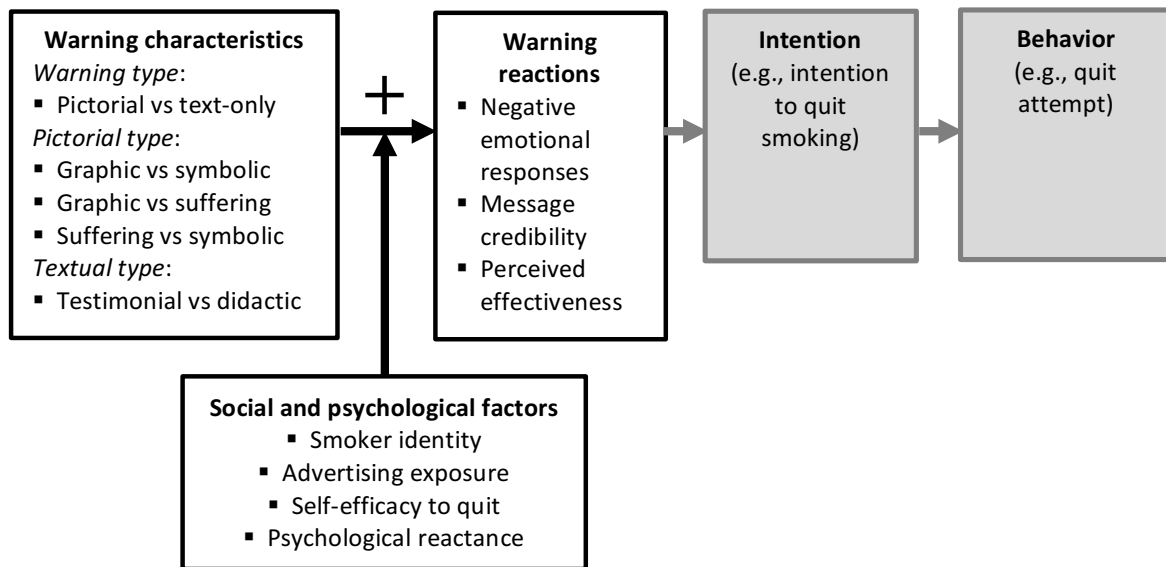 Warning characteristics
Warning type:
▪ Pictorial vs text-only
Pictorial type:
▪ Graphic vs symbolic
▪ Graphic vs suffering
▪ Suffering vs symbolic
Textual type:
▪ Testimonial vs didactic
+
Warning
reactions
▪ Negative
emotional
responses
▪ Message
credibility
▪ Perceived
effectiveness
Intention
(e.g., intention
to quit
smoking)
Behavior
(e.g., quit
attempt)
Social and psychological factors
▪ Smoker identity
▪ Advertising exposure
▪ Self-efficacy to quit
▪ Psychological reactance